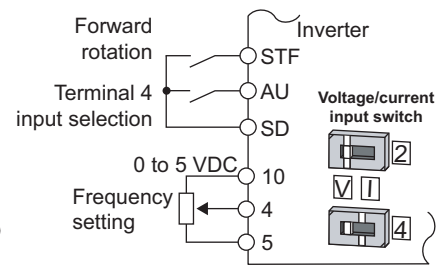 Forward
rotation
Inverter
STF
Terminal 4
input selection
AU
SD
Voltage/current
input switch
2
V I
4
0 to 5 VDC
10
Frequency
setting
4
5